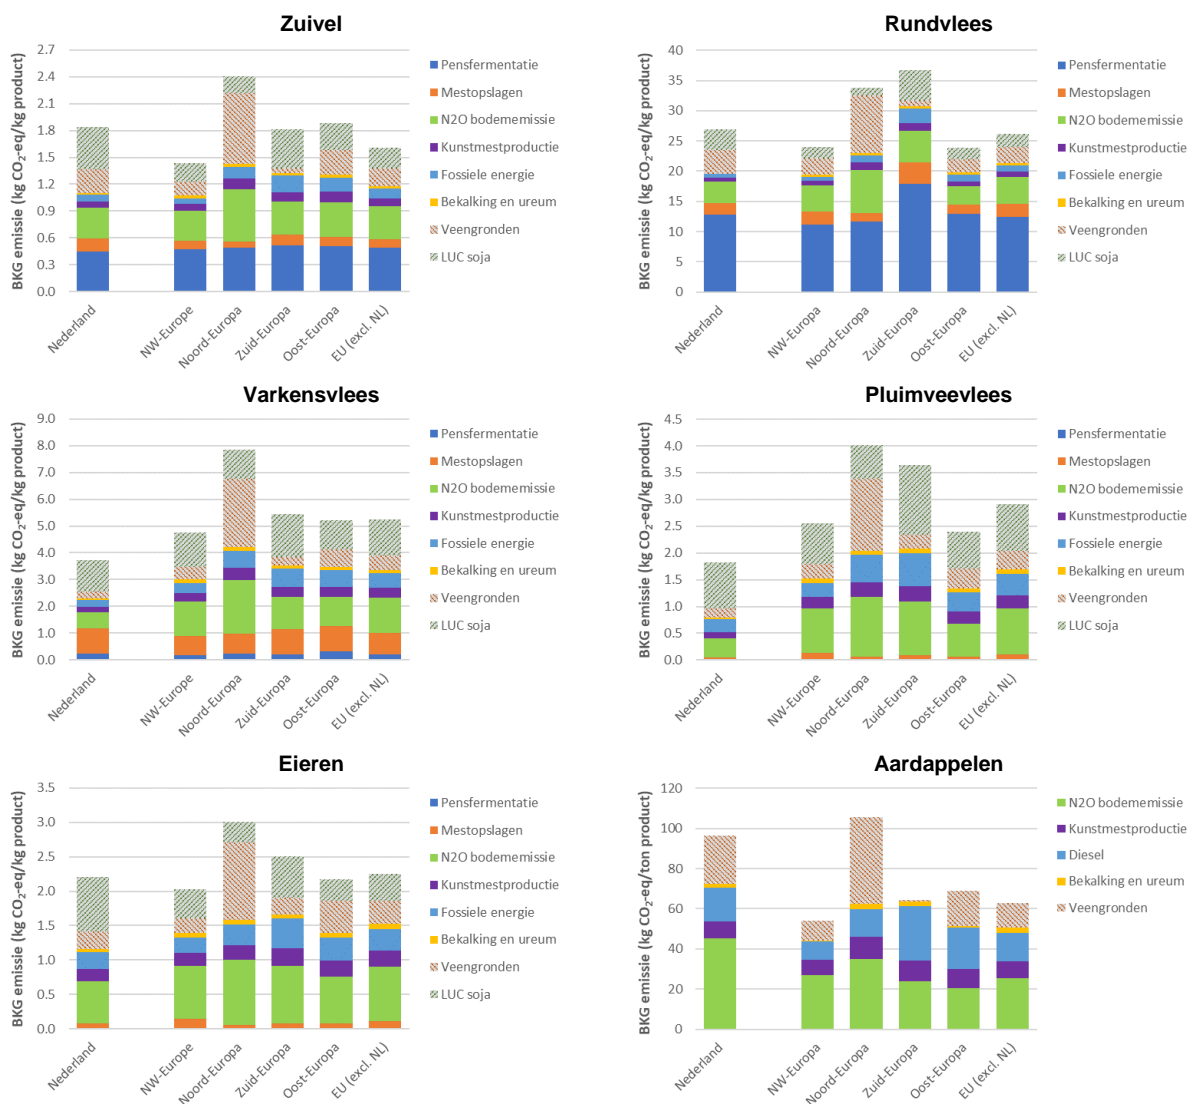 Zuivel
BKG emissie (kg CO₂-eq/kg product)
2.7
2.4
2.1
1.8
1.5
1.2
0.9
0.6
0.3
0.0
Nederland
NW-Europe
Noord-Europa
Zuid-Europa
Oost-Europa
EU (excl. NL)
Pensfermentatie
Mestopslagen
N2O bodememissie
Kunstmestproductie
Fossiele energie
Bekalking en ureum
Veengronden
LUC soja
Rundvlees
BKG emissie (kg CO₂-eq/kg product)
40
35
30
25
20
15
10
5
0
Nederland
NW-Europa
Noord-Europa
Zuid-Europa
Oost-Europa
EU (excl. NL)
Pensfermentatie
Mestopslagen
N2O bodememissie
Kunstmestproductie
Fossiele energie
Bekalking en ureum
Veengronden
LUC soja
Varkensvlees
BKG emissie (kg CO₂-eq/kg product)
9.0
8.0
7.0
6.0
5.0
4.0
3.0
2.0
1.0
0.0
Nederland
NW-Europe
Noord-Europa
Zuid-Europa
Oost-Europa
EU (excl. NL)
Pensfermentatie
Mestopslagen
N2O bodememissie
Kunstmestproductie
Fossiele energie
Bekalking en ureum
Veengronden
LUC soja
Pluimveevlees
BKG emissie (kg CO₂-eq/kg product)
4.5
4.0
3.5
3.0
2.5
2.0
1.5
1.0
0.5
0.0
Nederland
NW-Europe
Noord-Europa
Zuid-Europa
Oost-Europa
EU (excl. NL)
Pensfermentatie
Mestopslagen
N2O bodememissie
Kunstmestproductie
Fossiele energie
Bekalking en ureum
Veengronden
LUC soja
Eieren
BKG emissie (kg CO₂-eq/kg product)
3.5
3.0
2.5
2.0
1.5
1.0
0.5
0.0
Nederland
NW-Europe
Noord-Europa
Zuid-Europa
Oost-Europa
EU (excl. NL)
Pensfermentatie
Mestopslagen
N2O bodememissie
Kunstmestproductie
Fossiele energie
Bekalking en ureum
Veengronden
LUC soja
Aardappelen
BKG emissie (kg CO₂-eq/ton product)
120
100
80
60
40
20
0
Nederland
NW-Europa
Noord-Europa
Zuid-Europa
Oost-Europa
EU (excl. NL)
N2O bodememissie
Kunstmestproductie
Diesel
Bekalking en ureum
Veengronden